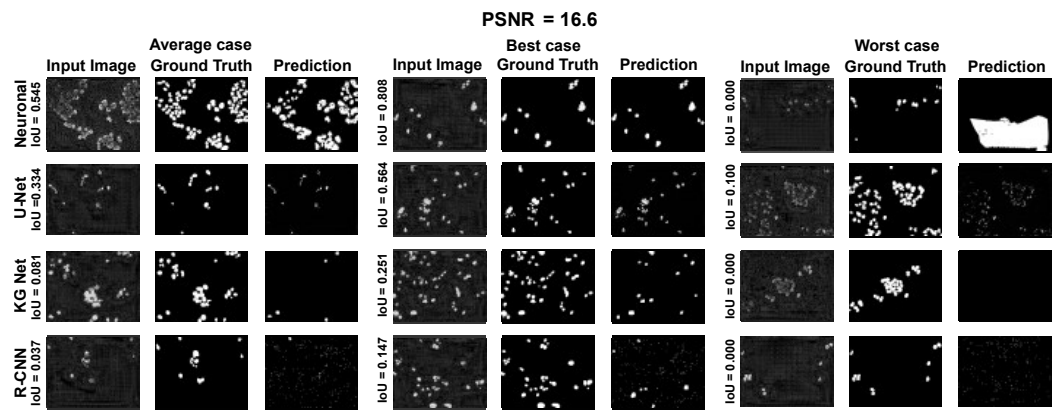 PSNR = 16.6
Average case
Best case
Worst case
Input Image Ground Truth Prediction
Input Image Ground Truth Prediction
Input Image Ground Truth Prediction
Neuronal
IoU = 0.545
IoU = 0.808
IoU = 0.000
U-Net
IoU =0.334
IoU = 0.564
IoU = 0.100
KG Net
IoU = 0.081
IoU = 0.251
IoU = 0.000
R-CNN
IoU = 0.037
IoU = 0.147
IoU = 0.000